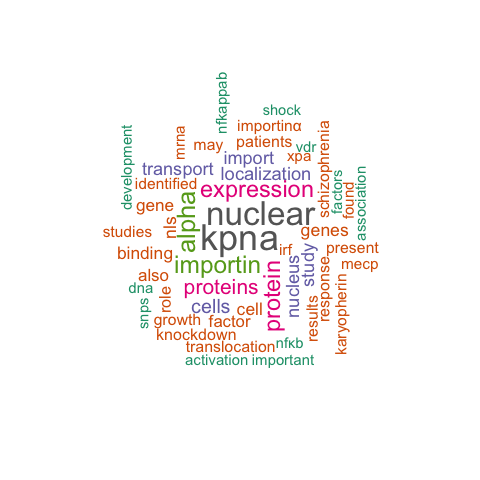 nfkappab
shock
development
mrna
importinα
may
patients
vdr
schizophrenia
transport
import
xpa
identified
localization
factors
found
association
gene
alpha
expression
nuclear
studies
nls
kpna
genes
binding
importin
irf
study
present
also
proteins
protein
nucleus
response
mecp
dna
role
cells
cell
results
karyopherin
snps
growth
factor
knockdown
translocation
nfκb
activation
important